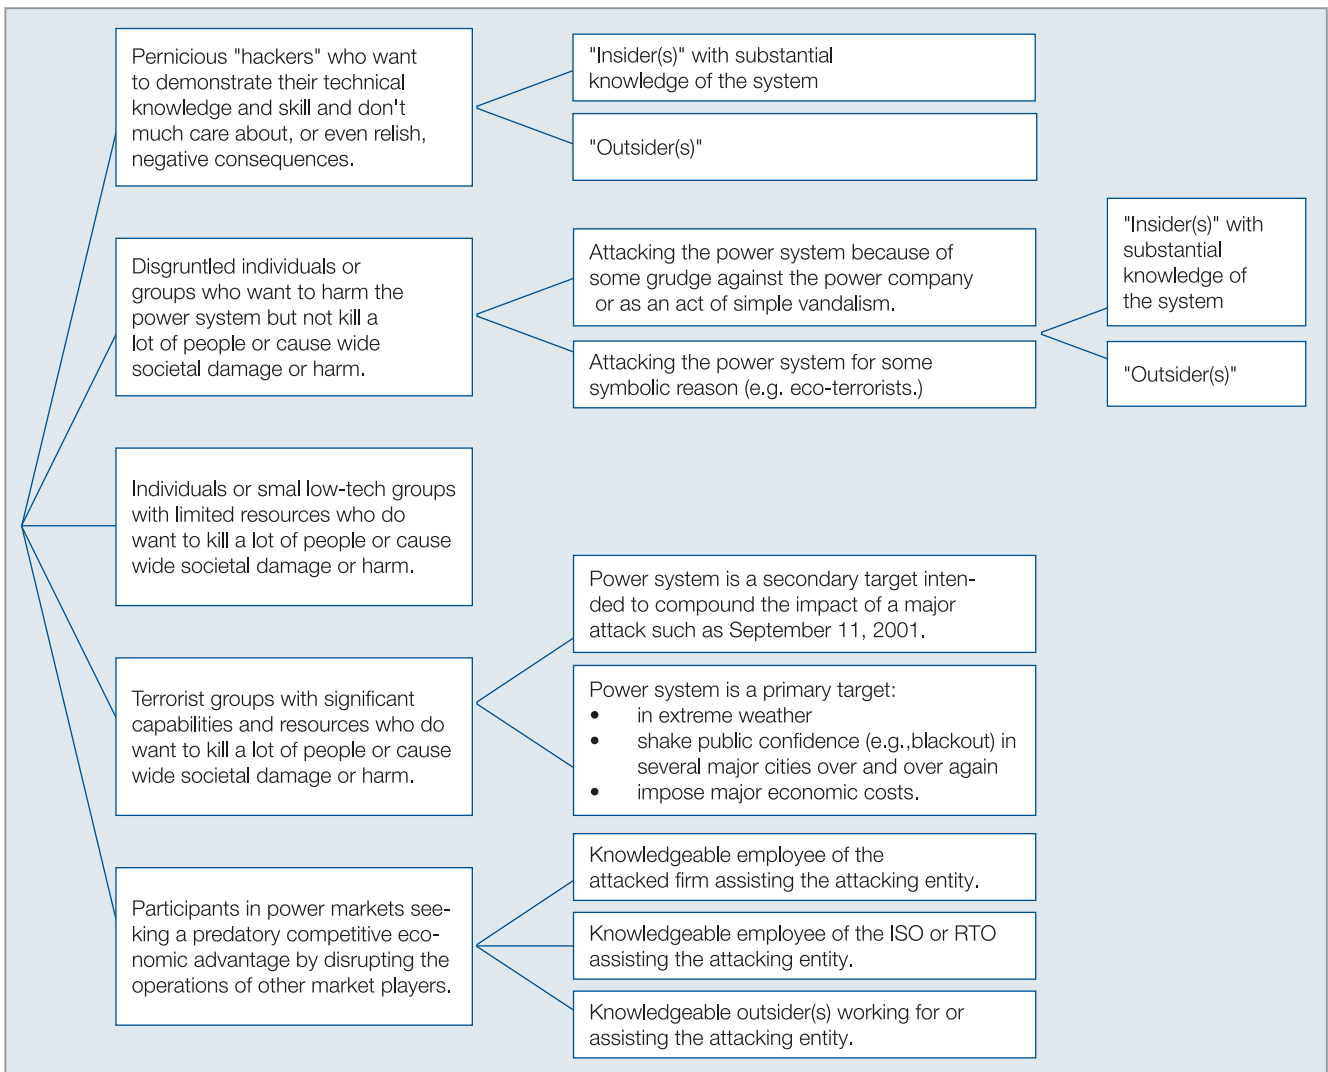 Pernicious "hackers" who want
to demonstrate their technical
knowledge and skill and don't
much care about, or even relish,
negative consequences.
"Insider(s)" with substantial
knowledge of the system
"Outsider(s)"
Disgruntled individuals or
groups who want to harm the
power system but not kill a
lot of people or cause wide
societal damage or harm.
Attacking the power system because of
some grudge against the power company
or as an act of simple vandalism.
Attacking the power system for some
symbolic reason (e.g. eco-terrorists.)
"Insider(s)" with
substantial
knowledge of
the system
"Outsider(s)"
Individuals or smal low-tech groups
with limited resources who do
want to kill a lot of people or cause
wide societal damage or harm.
Terrorist groups with significant
capabilities and resources who do
want to kill a lot of people or cause
wide societal damage or harm.
Power system is a secondary target inten-
ded to compound the impact of a major
attack such as September 11, 2001.
Power system is a primary target:
• in extreme weather
• shake public confidence (e.g.,blackout) in
several major cities over and over again
• impose major economic costs.
Participants in power markets see-
king a predatory competitive eco-
nomic advantage by disrupting the
operations of other market players.
Knowledgeable employee of the
attacked firm assisting the attacking entity.
Knowledgeable employee of the ISO or RTO
assisting the attacking entity.
Knowledgeable outsider(s) working for or
assisting the attacking entity.